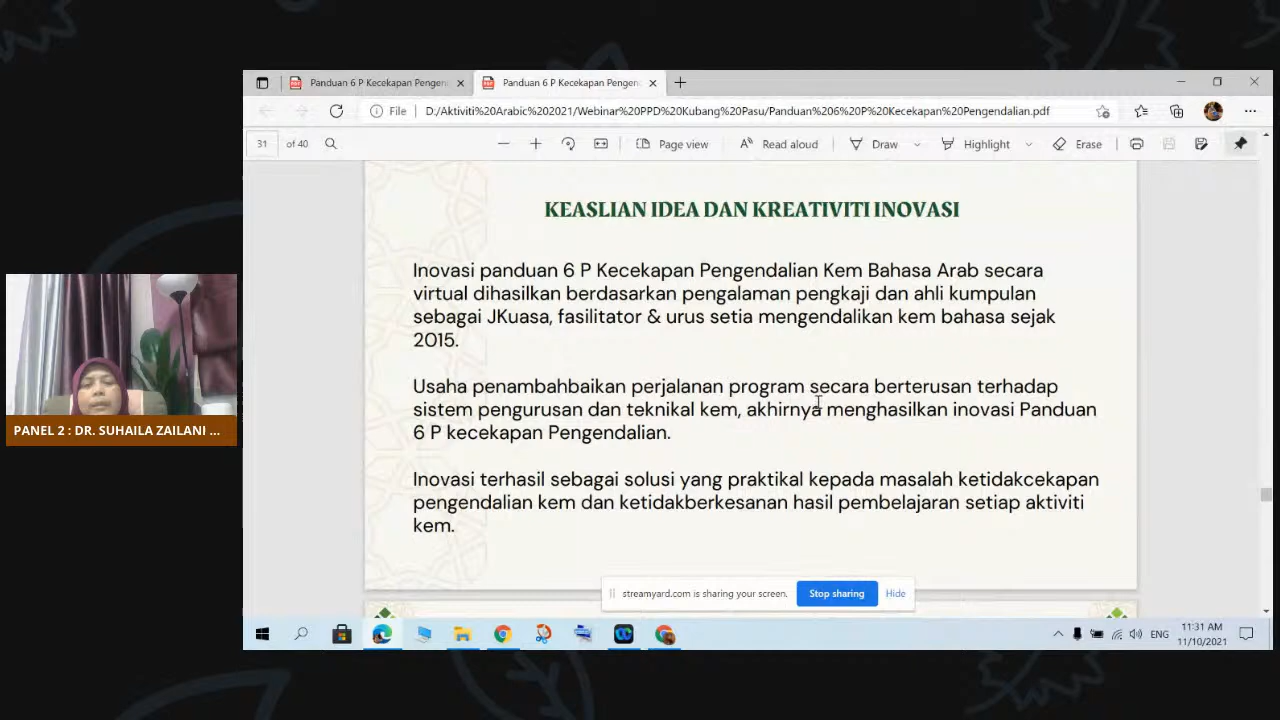 Panduan 6 P Kecekapan Pengen
Panduan 6 P Kecekapan Pengen
File
D:/Aktiviti%20Arabic%202021/Webinar%20PPD%20Kubang%20Pasu/Panduan%206%20P%20Kecekapan%20Pengendalian.pdf
31 of 40
Page view
Read aloud
Draw
Highlight
Erase
KEASLIAN IDEA DAN KREATIVITI INOVASI
Inovasi panduan 6 P Kecekapan Pengendalian Kem Bahasa Arab secara
virtual dihasilkan berdasarkan pengalaman pengkaji dan ahli kumpulan
sebagai JKuasa, fasilitator & urus setia mengendalikan kem bahasa sejak
2015.
Usaha penambahbaikan perjalanan program secara berterusan terhadap
sistem pengurusan dan teknikal kem, akhirnya menghasilkan inovasi Panduan
6 P kecekapan Pengendalian.
Inovasi terhasil sebagai solusi yang praktikal kepada masalah ketidakcekapan
pengendalian kem dan ketidakberkesanan hasil pembelajaran setiap aktiviti
kem.
PANEL 2 : DR. SUHAILA ZAILANI ...
streamyard.com is sharing your screen.
Stop sharing
Hide
ENG
11:31 AM
11/10/2021